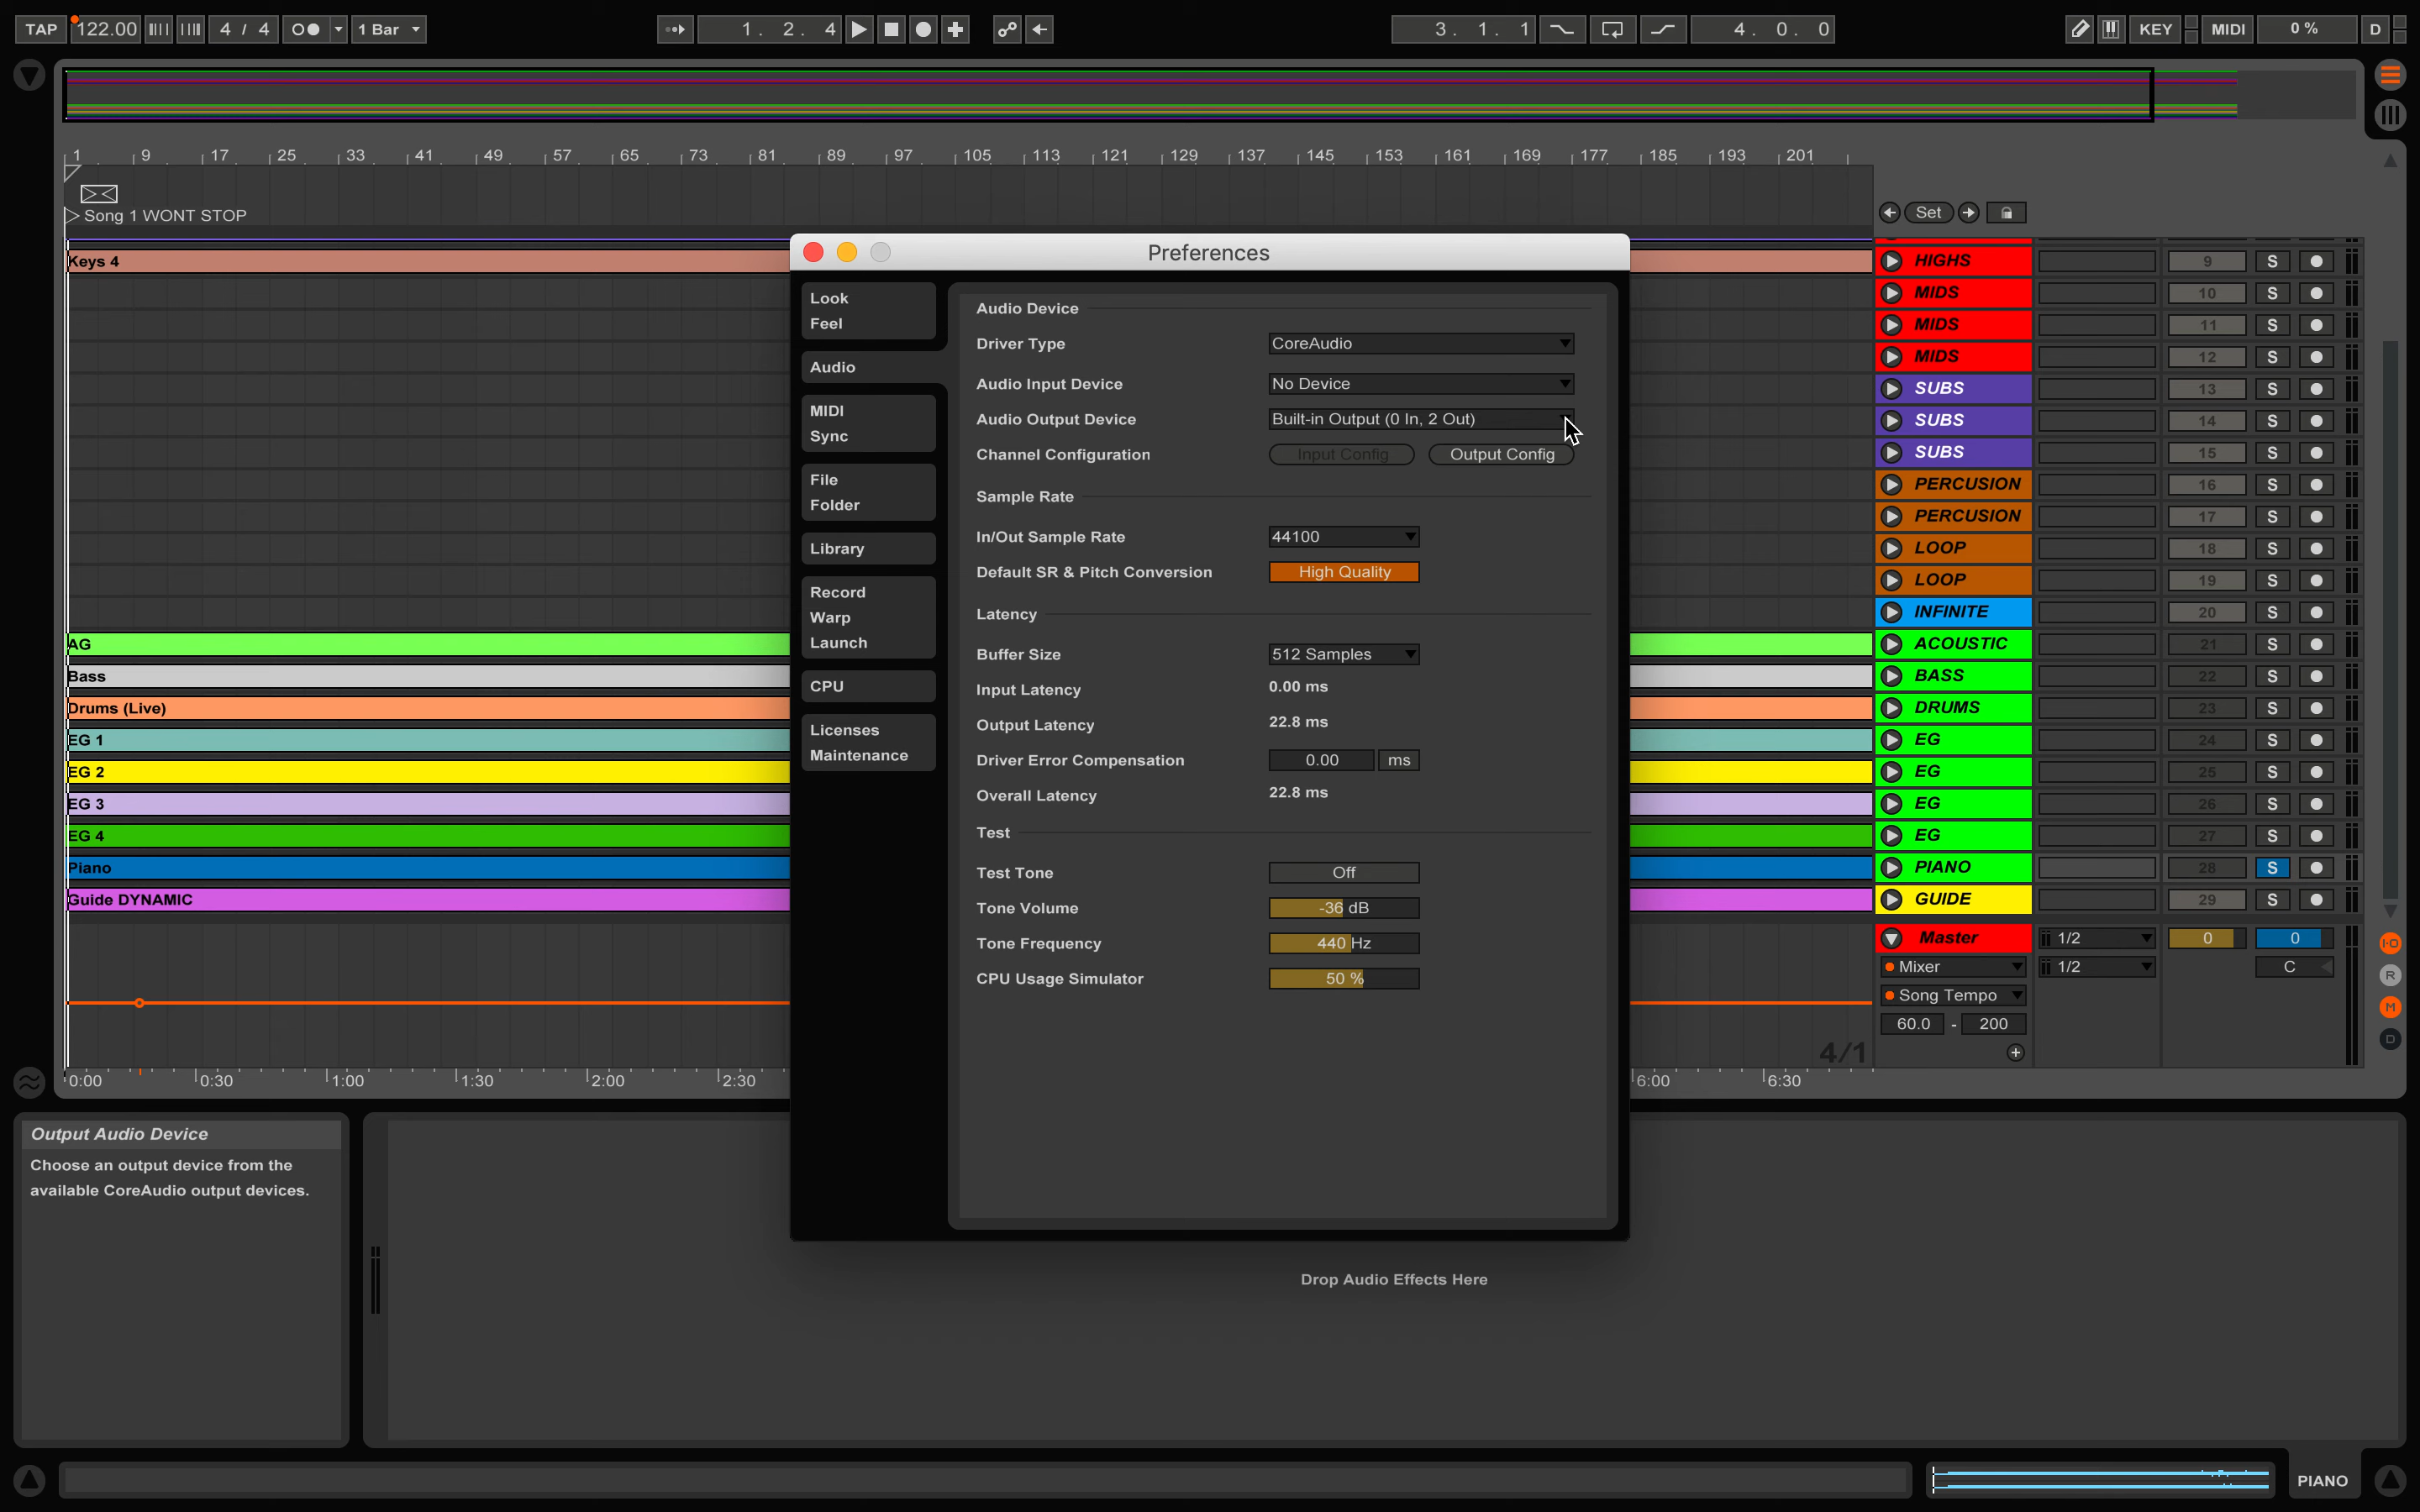 TAP 122.00 4 / 4 1 Bar 1. 2. 4 3. 1. 1 4. 0. 0 KEY MIDI 0 % D
1 9 17 25 33 41 49 57 65 73 81 89 97 105 113 121 129 137 145 153 161 169 177 185 193 201
Song 1 WONT STOP
Set
Preferences
Keys 4
AG
Bass
Drums (Live)
EG 1
EG 2
EG 3
EG 4
Piano
Guide DYNAMIC
0:00 0:30 1:00 1:30 2:00 2:30 6:00 6:30
4/1
Look
Feel
Audio
MIDI
Sync
File
Folder
Library
Record
Warp
Launch
CPU
Licenses
Maintenance
Audio Device
Driver Type CoreAudio
Audio Input Device No Device
Audio Output Device Built-in Output (0 In, 2 Out)
Channel Configuration Input Config Output Config
Sample Rate
In/Out Sample Rate 44100
Default SR & Pitch Conversion High Quality
Latency
Buffer Size 512 Samples
Input Latency 0.00 ms
Output Latency 22.8 ms
Driver Error Compensation 0.00 ms
Overall Latency 22.8 ms
Test
Test Tone Off
Tone Volume -36 dB
Tone Frequency 440 Hz
CPU Usage Simulator 50 %
HIGHS 9 S
MIDS 10 S
MIDS 11 S
MIDS 12 S
SUBS 13 S
SUBS 14 S
SUBS 15 S
PERCUSION 16 S
PERCUSION 17 S
LOOP 18 S
LOOP 19 S
INFINITE 20 S
ACOUSTIC 21 S
BASS 22 S
DRUMS 23 S
EG 24 S
EG 25 S
EG 26 S
EG 27 S
PIANO 28 S
GUIDE 29 S
Master 1/2 0 0
Mixer 1/2 C
Song Tempo
60.0 - 200
I·O
R
M
D
Output Audio Device
Choose an output device from the
available CoreAudio output devices.
Drop Audio Effects Here
PIANO